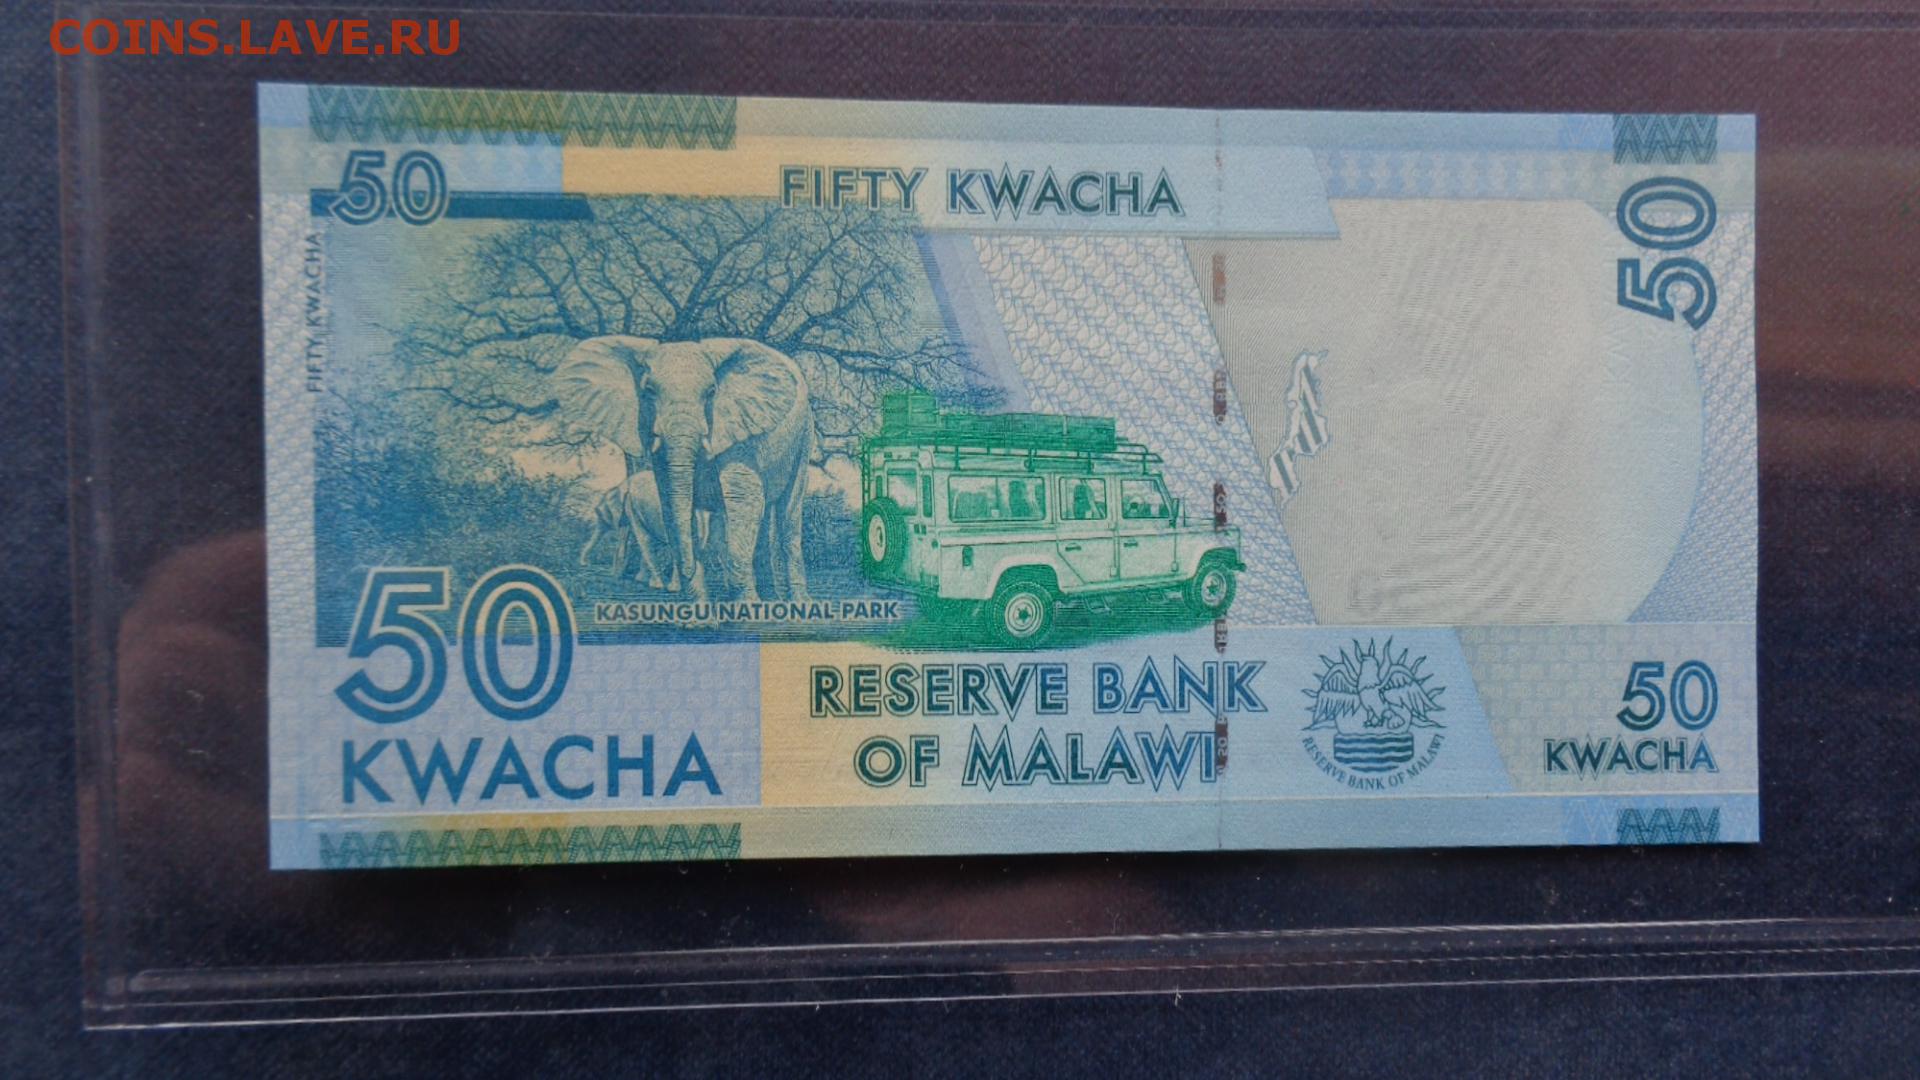 COINS.LAVE.RU
50
FIFTY KWACHA
50
FIFTY KWACHA
KASUNGU NATIONAL PARK
50
KWACHA
RESERVE BANK
OF MALAWI
RESERVE BANK OF MALAWI
50
KWACHA